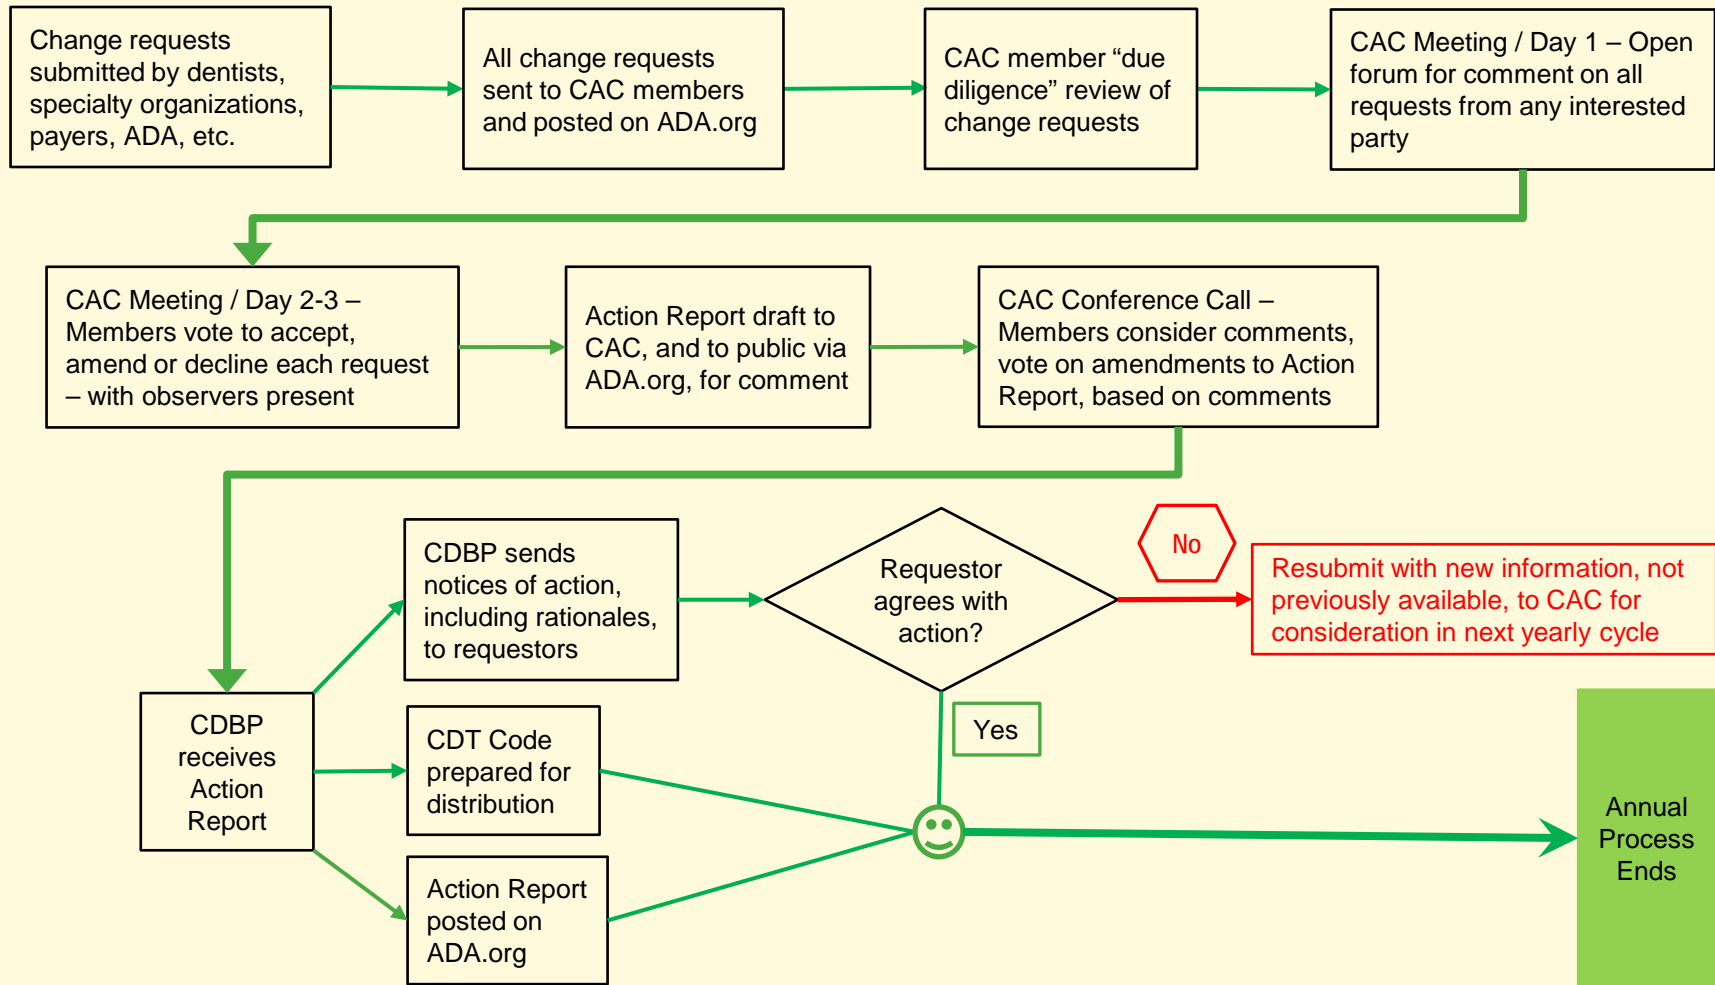 Change requests
submitted by dentists,
specialty organizations,
payers, ADA, etc.
All change requests
sent to CAC members
and posted on ADA.org
CAC member “due
diligence” review of
change requests
CAC Meeting / Day 1 – Open
forum for comment on all
requests from any interested
party
CAC Meeting / Day 2-3 –
Members vote to accept,
amend or decline each request
– with observers present
Action Report draft to
CAC, and to public via
ADA.org, for comment
CAC Conference Call –
Members consider comments,
vote on amendments to Action
Report, based on comments
CDBP
receives
Action
Report
CDBP sends
notices of action,
including rationales,
to requestors
Requestor
agrees with
action?
No
Resubmit with new information, not
previously available, to CAC for
consideration in next yearly cycle
Yes
CDT Code
prepared for
distribution
Action Report
posted on
ADA.org
Annual
Process
Ends